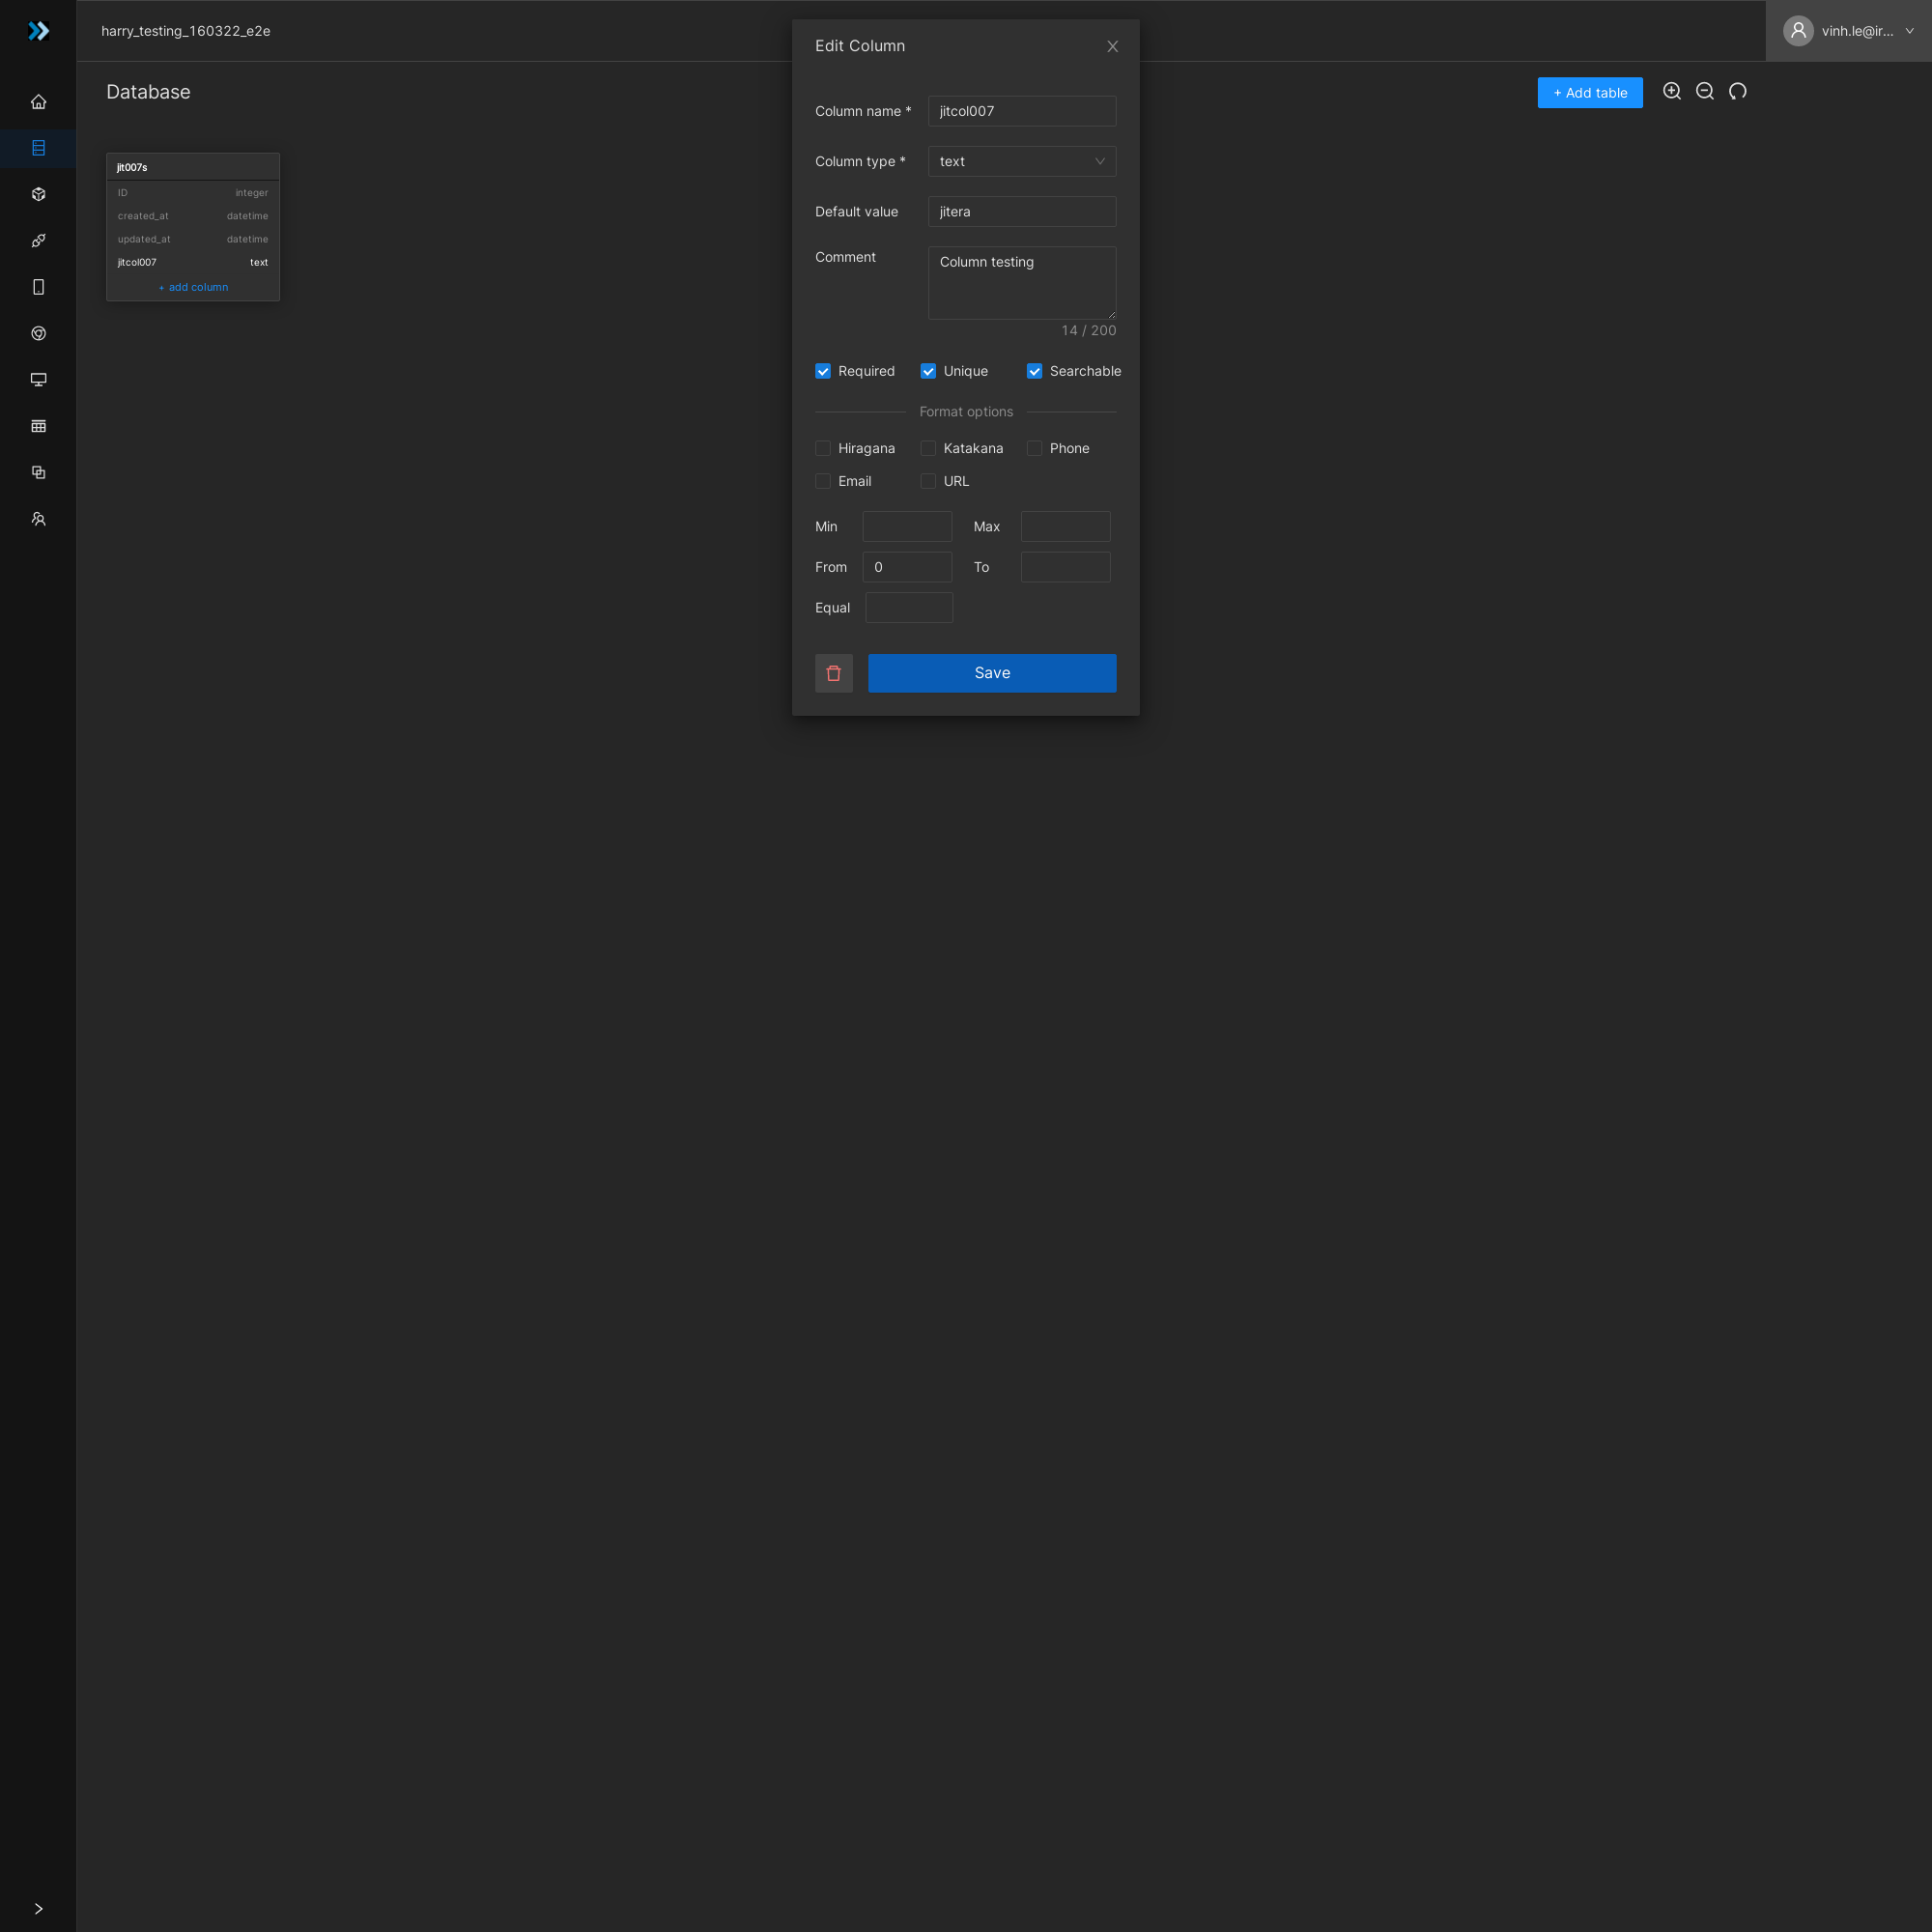 harry_testing_160322_e2e
vinh.le@ir...
Database
+ Add table
jit007s
ID integer
created_at datetime
updated_at datetime
jitcol007 text
+ add column
Edit Column
Column name * jitcol007
Column type * text
Default value jitera
Comment Column testing
14 / 200
Required Unique Searchable
Format options
Hiragana Katakana Phone
Email URL
Min Max
From 0 To
Equal
Save